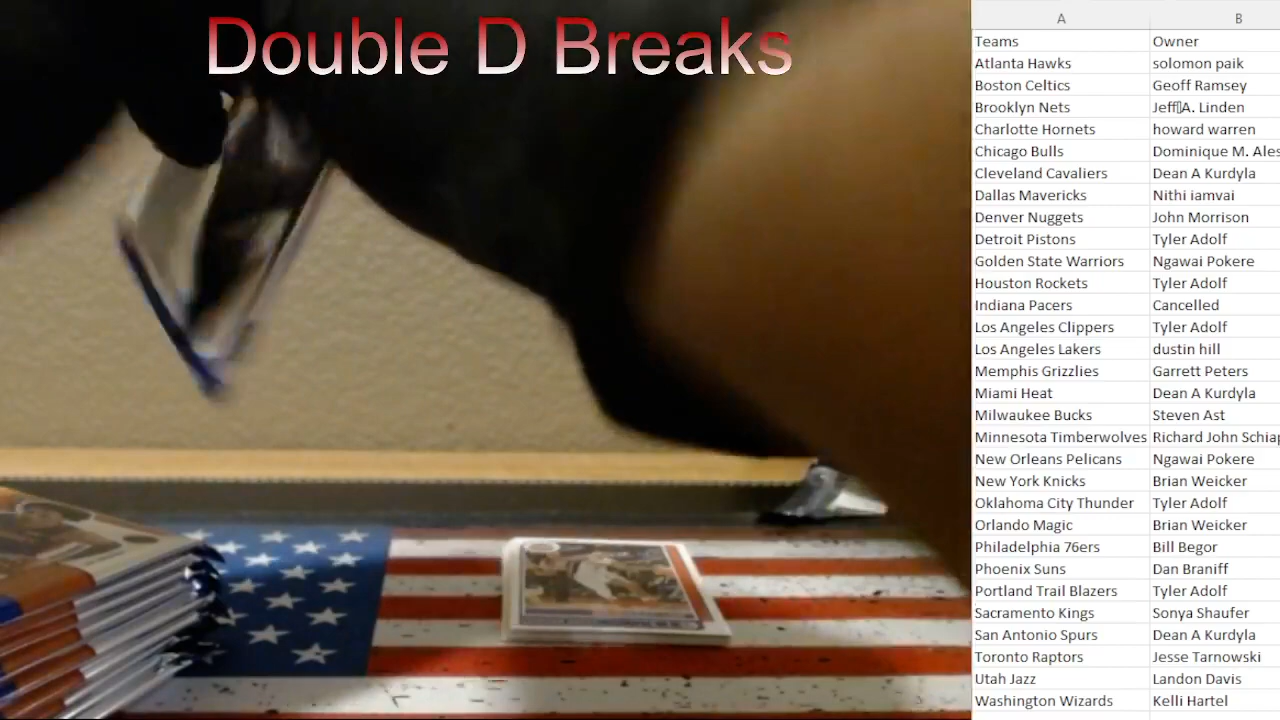 Double D Breaks
A B
Teams Owner
Atlanta Hawks solomon paik
Boston Celtics Geoff Ramsey
Brooklyn Nets Jeff A. Linden
Charlotte Hornets howard warren
Chicago Bulls Dominique M. Ales
Cleveland Cavaliers Dean A Kurdyla
Dallas Mavericks Nithi iamvai
Denver Nuggets John Morrison
Detroit Pistons Tyler Adolf
Golden State Warriors Ngawai Pokere
Houston Rockets Tyler Adolf
Indiana Pacers Cancelled
Los Angeles Clippers Tyler Adolf
Los Angeles Lakers dustin hill
Memphis Grizzlies Garrett Peters
Miami Heat Dean A Kurdyla
Milwaukee Bucks Steven Ast
Minnesota Timberwolves Richard John Schiap
New Orleans Pelicans Ngawai Pokere
New York Knicks Brian Weicker
Oklahoma City Thunder Tyler Adolf
Orlando Magic Brian Weicker
Philadelphia 76ers Bill Begor
Phoenix Suns Dan Braniff
Portland Trail Blazers Tyler Adolf
Sacramento Kings Sonya Shaufer
San Antonio Spurs Dean A Kurdyla
Toronto Raptors Jesse Tarnowski
Utah Jazz Landon Davis
Washington Wizards Kelli Hartel